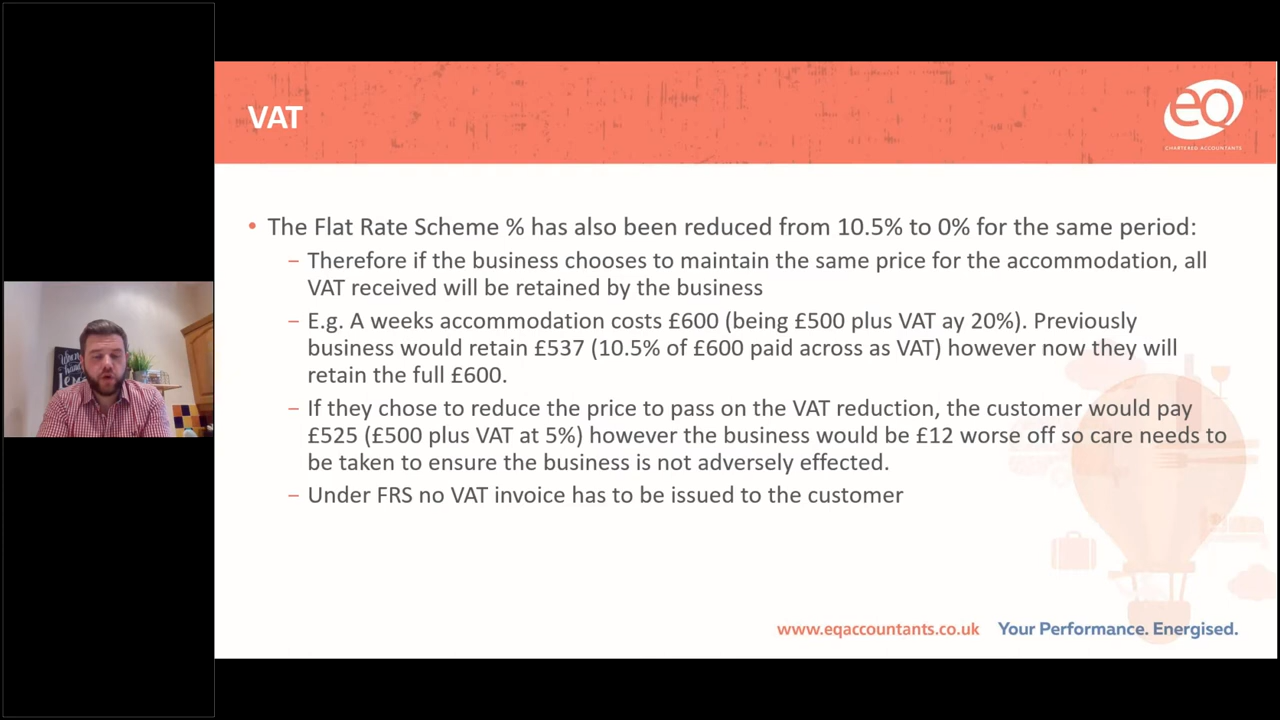 VAT
eQ
CHARTERED ACCOUNTANTS
• The Flat Rate Scheme % has also been reduced from 10.5% to 0% for the same period:
– Therefore if the business chooses to maintain the same price for the accommodation, all
VAT received will be retained by the business
– E.g. A weeks accommodation costs £600 (being £500 plus VAT ay 20%). Previously
business would retain £537 (10.5% of £600 paid across as VAT) however now they will
retain the full £600.
– If they chose to reduce the price to pass on the VAT reduction, the customer would pay
£525 (£500 plus VAT at 5%) however the business would be £12 worse off so care needs to
be taken to ensure the business is not adversely effected.
– Under FRS no VAT invoice has to be issued to the customer
www.eqaccountants.co.uk Your Performance. Energised.